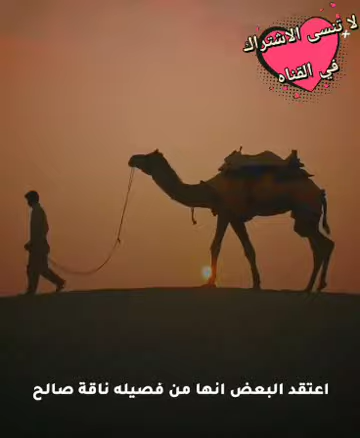 لا تنسى الاشتراك
في القناه
اعتقد البعض انها من فصيله ناقة صالح